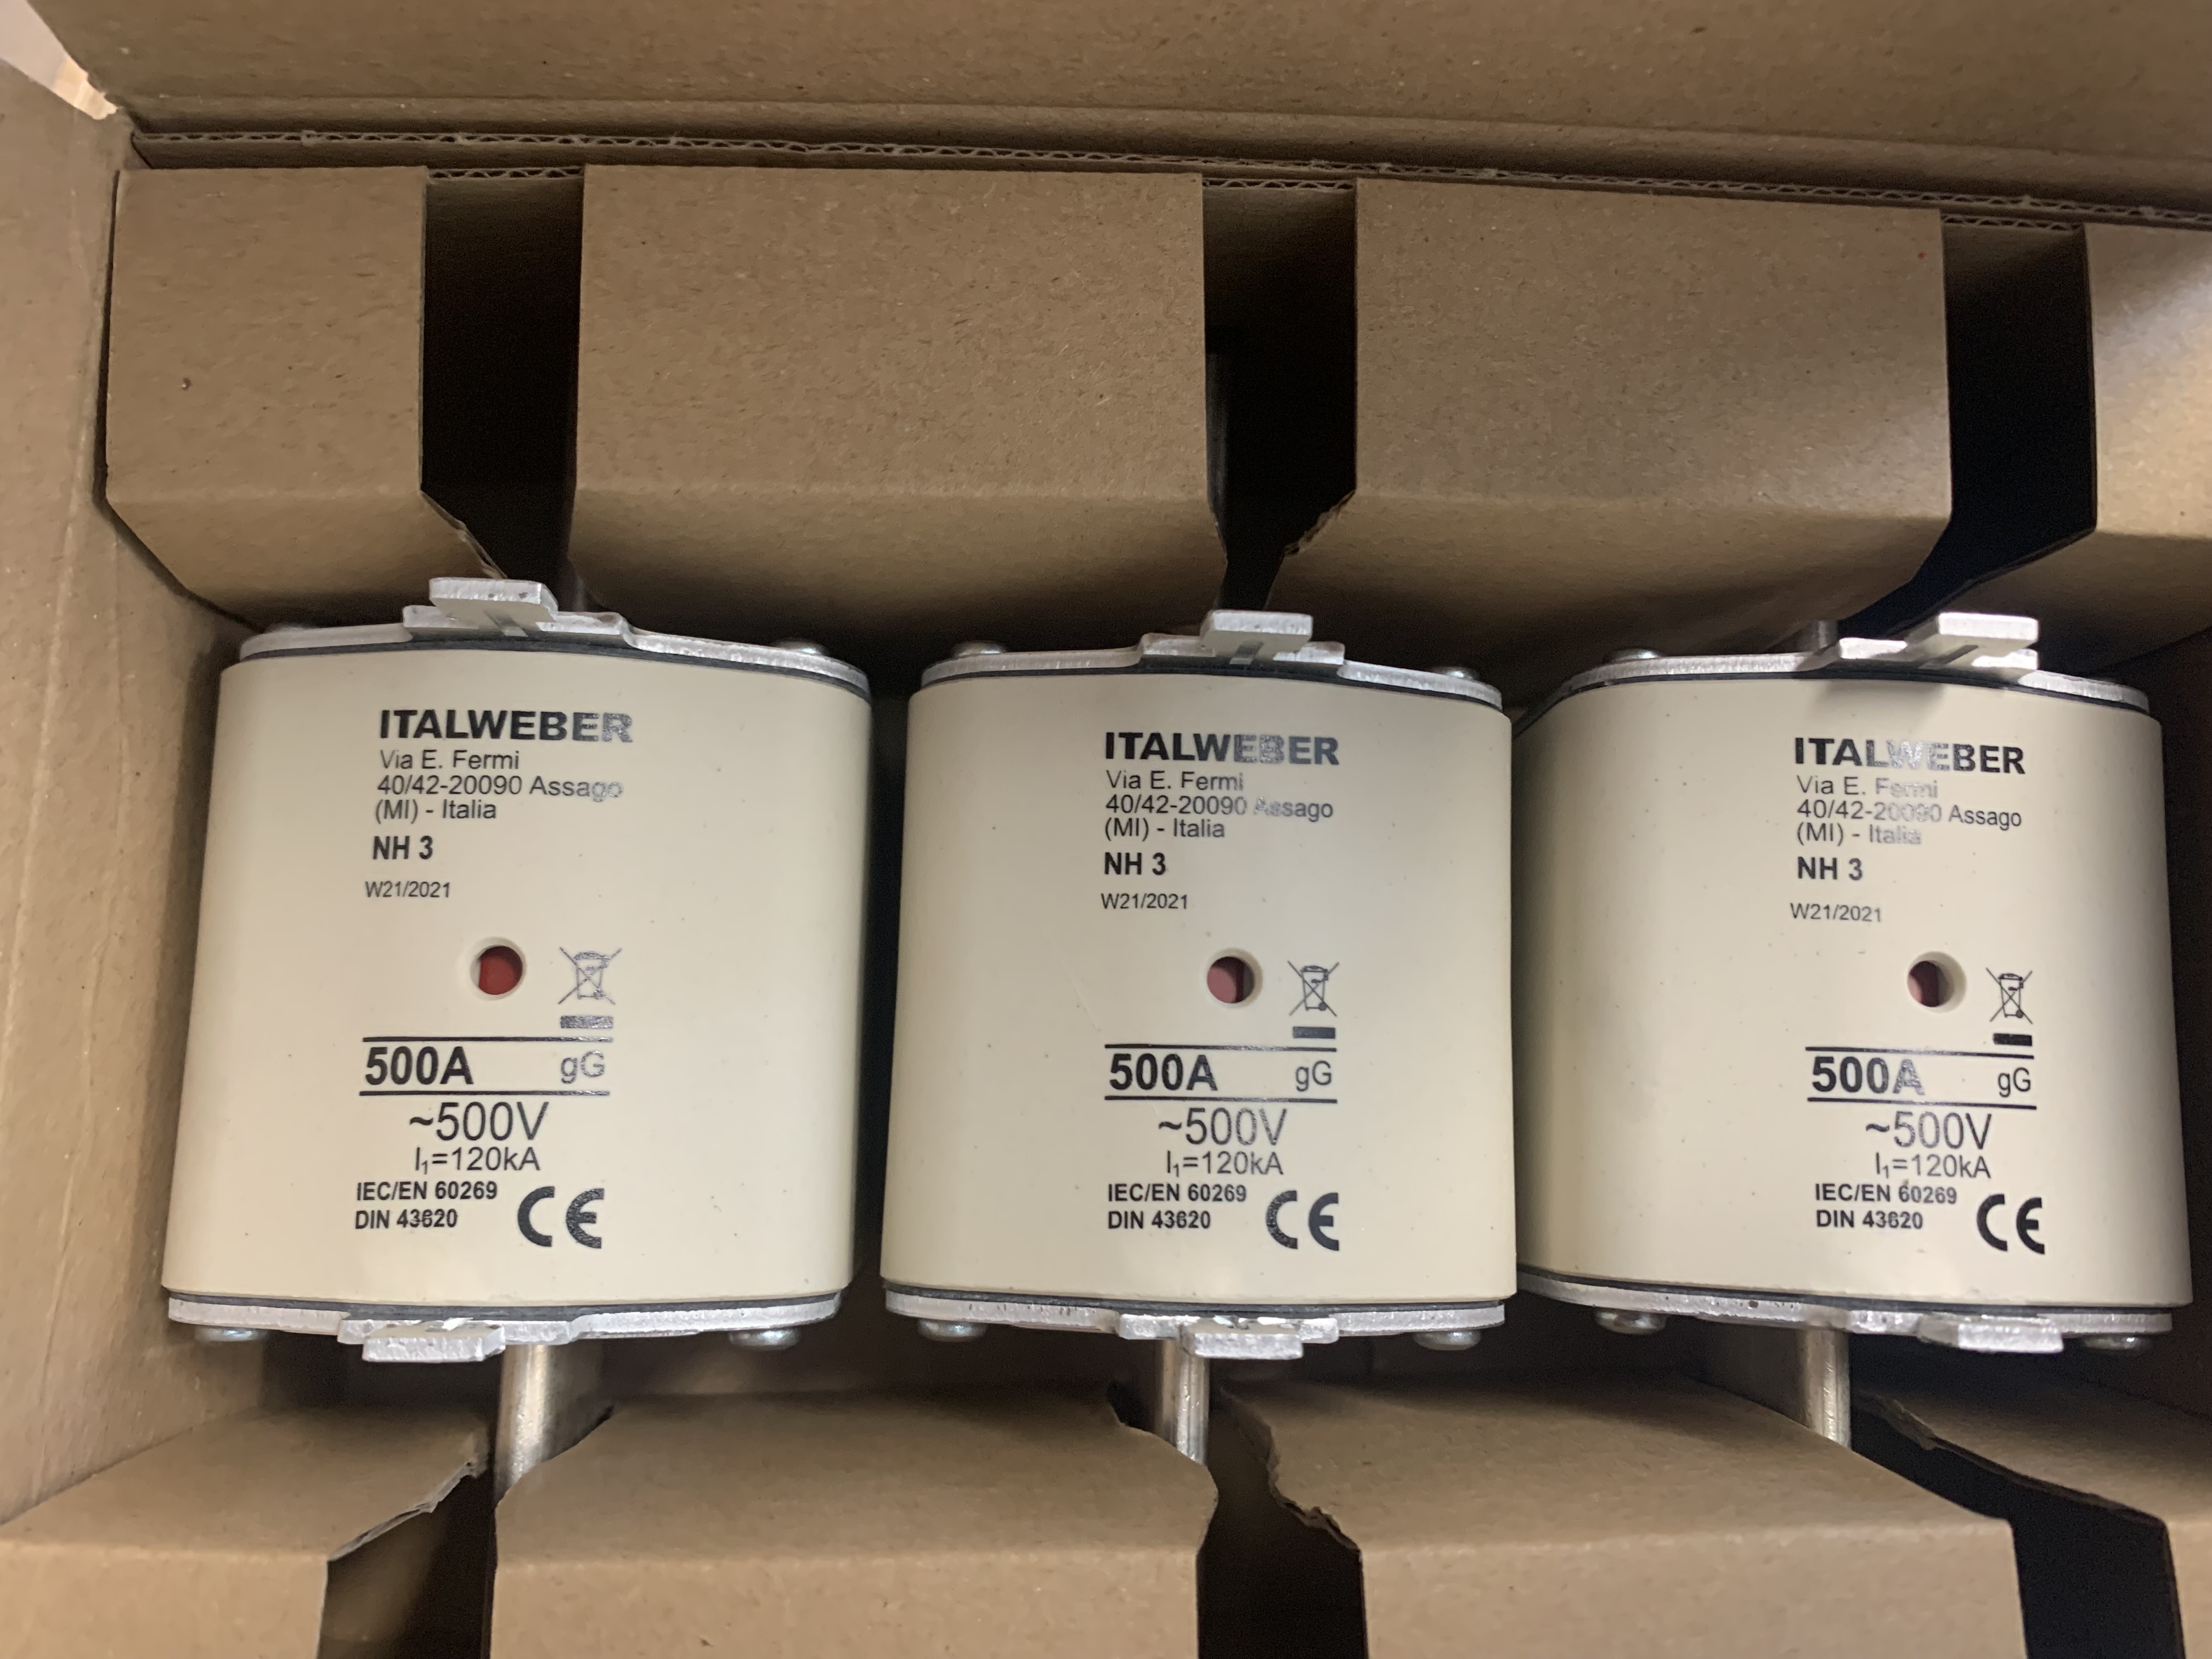 ITALWEBER
Via E. Fermi
40/42-20090 Assago
(MI) - Italia
NH 3
W21/2021
500A gG
~500V
I₁=120kA
IEC/EN 60269
DIN 43620
CE
ITALWEBER
Via E. Fermi
40/42-20090 Assago
(MI) - Italia
NH 3
W21/2021
500A gG
~500V
I₁=120kA
IEC/EN 60269
DIN 43620
CE
ITALWEBER
Via E. Fermi
40/42-20090 Assago
(MI) - Italia
NH 3
W21/2021
500A gG
~500V
I₁=120kA
IEC/EN 60269
DIN 43620
CE